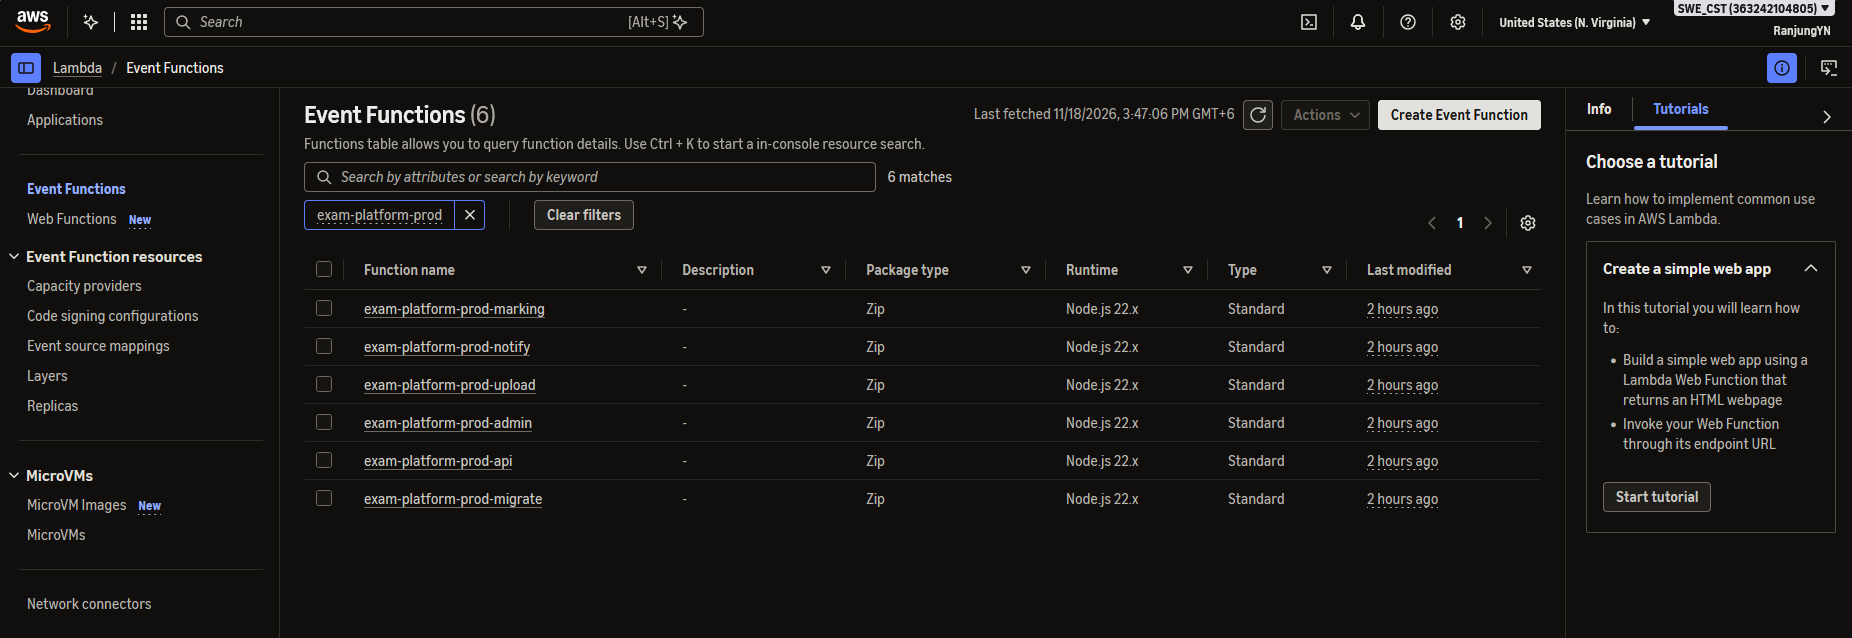 aws
Search
[Alt+S]
United States (N. Virginia)
SWE_CST (363242104805)
RanjungYN
Lambda / Event Functions
Dashboard
Applications
Event Functions
Web Functions New
Event Function resources
Capacity providers
Code signing configurations
Event source mappings
Layers
Replicas
MicroVMs
MicroVM Images New
MicroVMs
Network connectors
Event Functions (6)
Last fetched 11/18/2026, 3:47:06 PM GMT+6
Actions
Create Event Function
Functions table allows you to query function details. Use Ctrl + K to start a in-console resource search.
Search by attributes or search by keyword
6 matches
exam-platform-prod
Clear filters
1
Function name Description Package type Runtime Type Last modified
exam-platform-prod-marking - Zip Node.js 22.x Standard 2 hours ago
exam-platform-prod-notify - Zip Node.js 22.x Standard 2 hours ago
exam-platform-prod-upload - Zip Node.js 22.x Standard 2 hours ago
exam-platform-prod-admin - Zip Node.js 22.x Standard 2 hours ago
exam-platform-prod-api - Zip Node.js 22.x Standard 2 hours ago
exam-platform-prod-migrate - Zip Node.js 22.x Standard 2 hours ago
Info
Tutorials
Choose a tutorial
Learn how to implement common use
cases in AWS Lambda.
Create a simple web app
In this tutorial you will learn how
to:
• Build a simple web app using a
Lambda Web Function that
returns an HTML webpage
• Invoke your Web Function
through its endpoint URL
Start tutorial